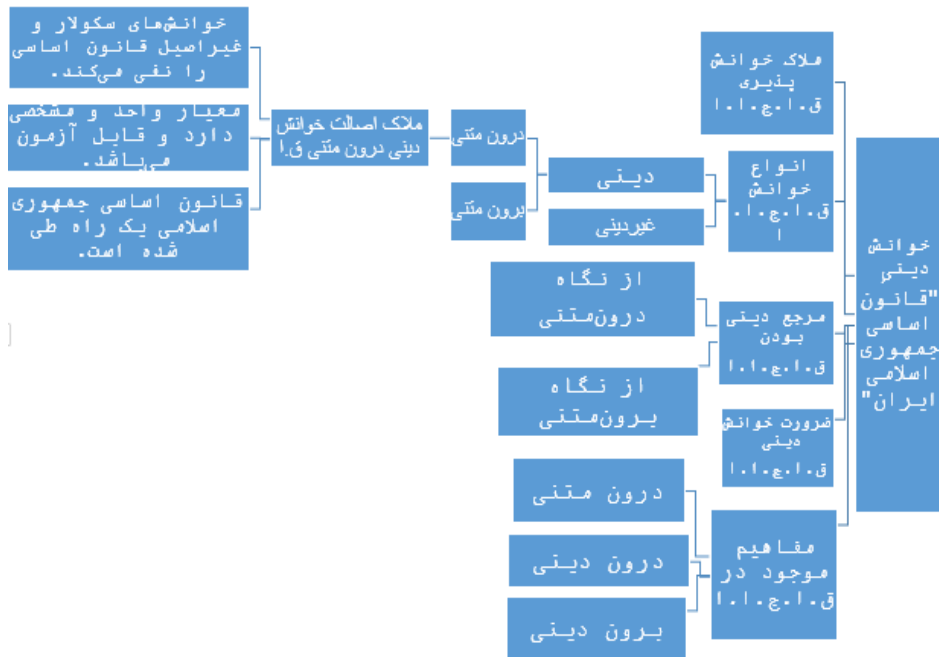 خوانش
دینی
"قانون
اساسی
جمهوری
اسلامی
ایران"
ملاک خوانش
پذیری
ق.ا.ج.ا.ا
انواع
خوانش
ق.ا.ج.ا.
ا
دینی
درون متنی
ملاک اصالت خوانش
دینی درون متنی ق.ا
خوانش‌های سکولار و
غیراصیل قانون اساسی
را نفی می‌کند.
معیار واحد و مشخصی
دارد و قابل آزمون
می‌باشد.
قانون اساسی جمهوری
اسلامی یک راه طی
شده است.
برون متنی
غیردینی
مرجع دینی
بودن
ق.ا.ج.ا.ا
از نگاه
درون‌متنی
از نگاه
برون‌متنی
ضرورت خوانش
دینی
ق.ا.ج.ا.ا
مفاهیم
موجود در
ق.ا.ج.ا.ا
درون متنی
درون دینی
برون دینی